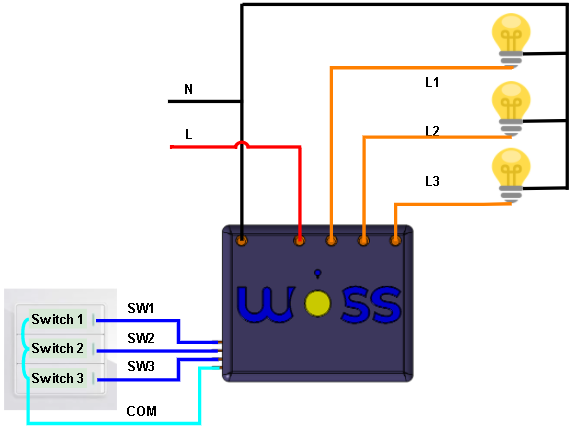 N
L
L1
L2
L3
woss
Switch 1
Switch 2
Switch 3
SW1
SW2
SW3
COM